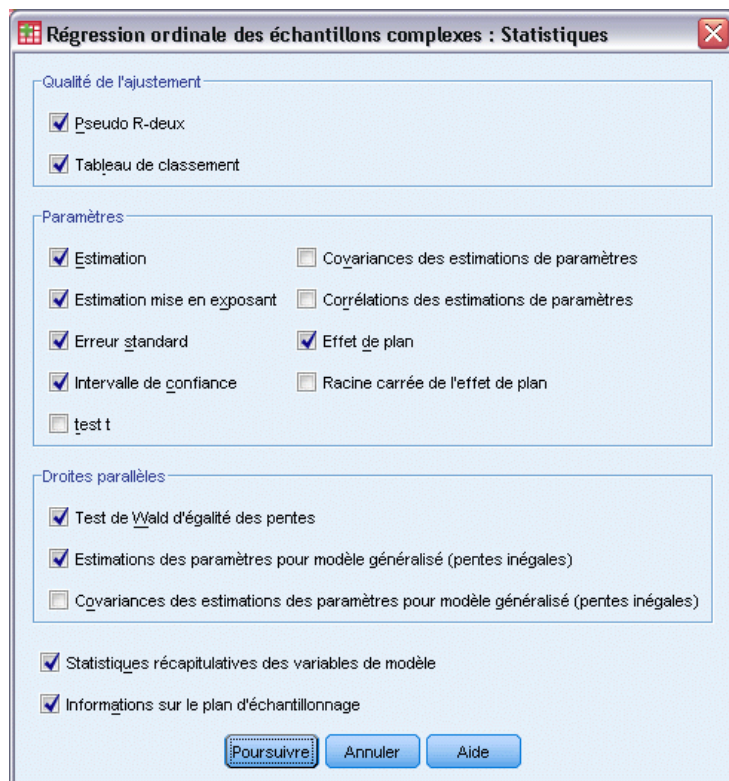 Régression ordinale des échantillons complexes : Statistiques
Qualité de l'ajustement
Pseudo R-deux
Tableau de classement
Paramètres
Estimation
Covariances des estimations de paramètres
Estimation mise en exposant
Corrélations des estimations de paramètres
Erreur standard
Effet de plan
Intervalle de confiance
Racine carrée de l'effet de plan
test t
Droites parallèles
Test de Wald d'égalité des pentes
Estimations des paramètres pour modèle généralisé (pentes inégales)
Covariances des estimations des paramètres pour modèle généralisé (pentes inégales)
Statistiques récapitulatives des variables de modèle
Informations sur le plan d'échantillonnage
Poursuivre Annuler Aide